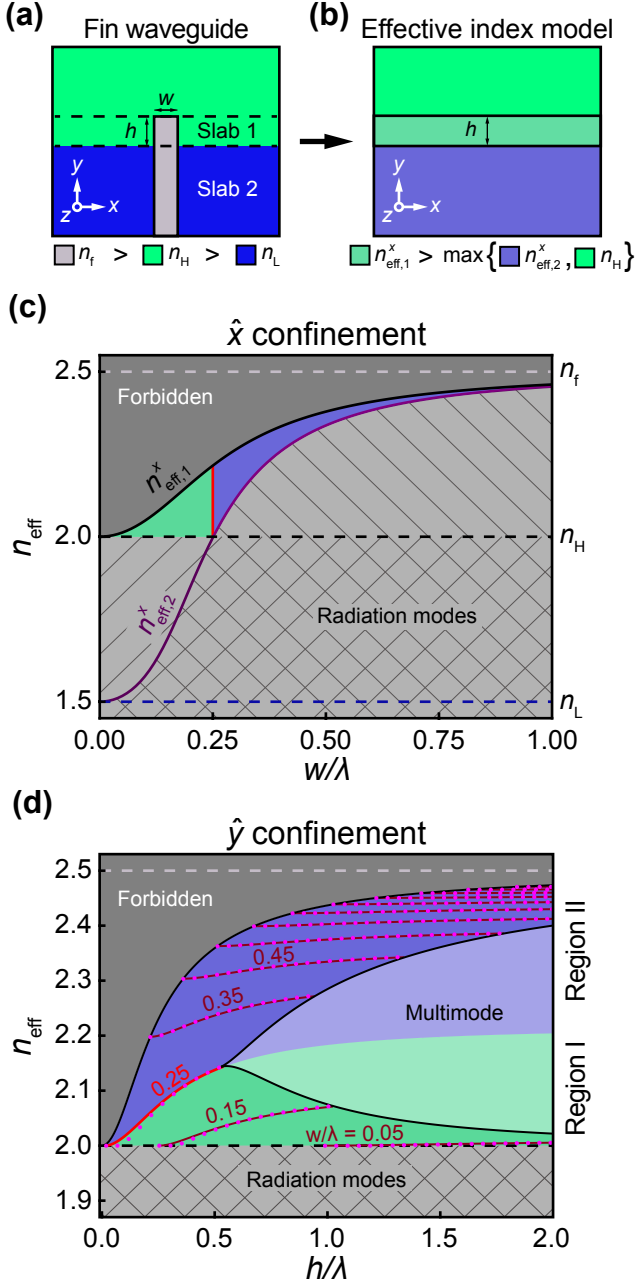 (a) Fin waveguide
(b) Effective index model
w
h
Slab 1
Slab 2
y
z
x
n_f > n_H > n_L
h
y
z
x
n^x_eff,1 > max{ n^x_eff,2 , n_H }
(c) x̂ confinement
2.5
n_f
Forbidden
n^x_eff,1
n_eff
2.0
n_H
n^x_eff,2
Radiation modes
1.5
n_L
0.00 0.25 0.50 0.75 1.00
w/λ
(d) ŷ confinement
2.5
Forbidden
2.4
0.45
Region II
2.3
0.35
Multimode
n_eff
2.2
0.25
Region I
2.1
0.15
w/λ = 0.05
2.0
Radiation modes
1.9
0.0 0.5 1.0 1.5 2.0
h/λ